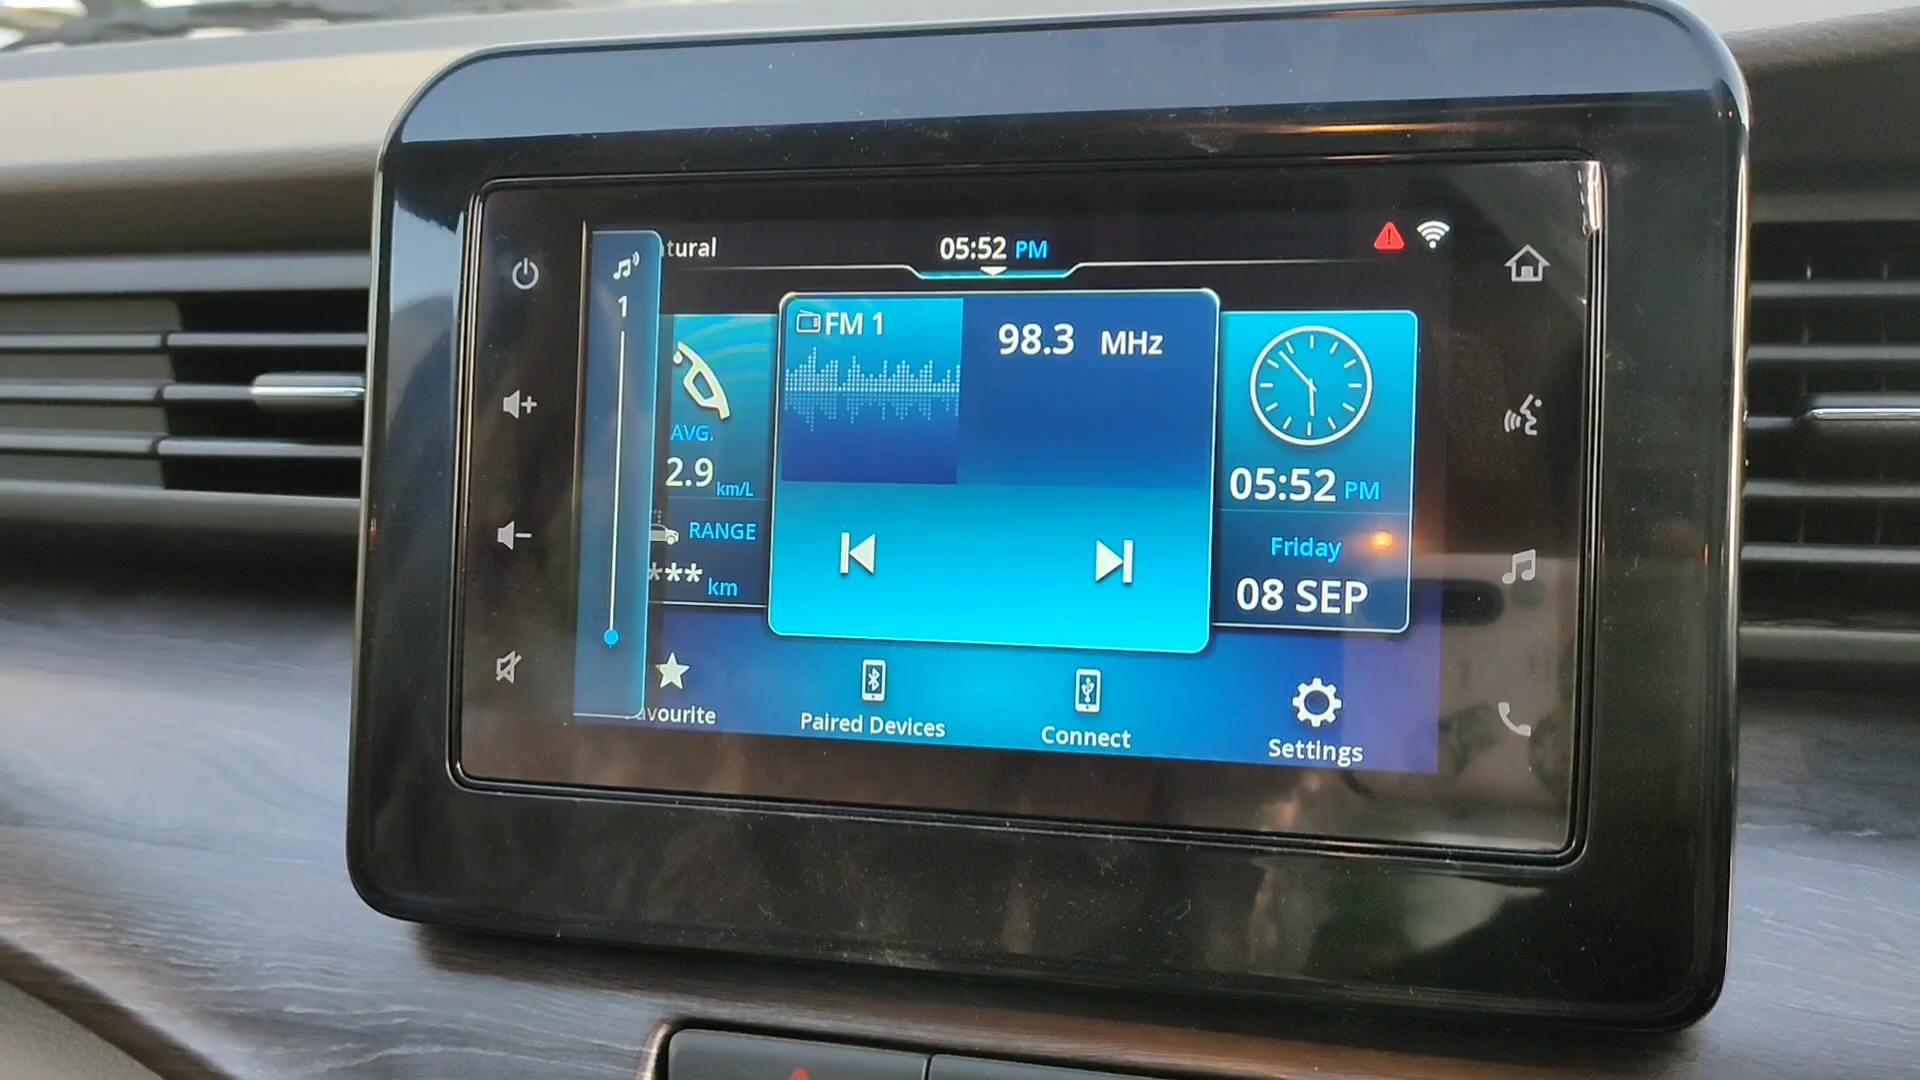 tural
05:52 PM
1
FM 1
98.3 MHz
AVG.
2.9 km/L
RANGE
*** km
05:52 PM
Friday
08 SEP
avourite
Paired Devices
Connect
Settings